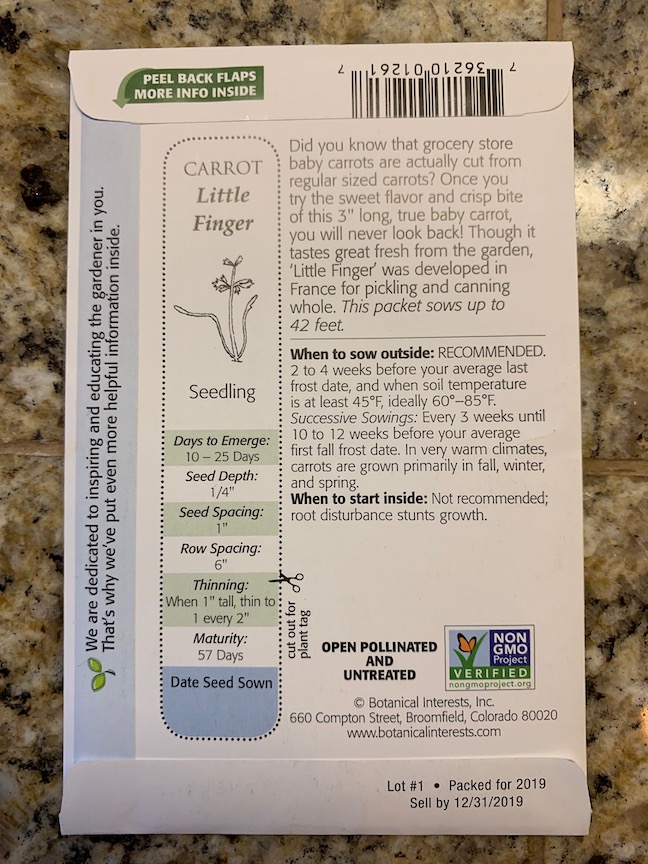 PEEL BACK FLAPS
MORE INFO INSIDE
7 36210 01261 7
We are dedicated to inspiring and educating the gardener in you.
That's why we've put even more helpful information inside.
CARROT
Little
Finger
Seedling
Days to Emerge:
10 – 25 Days
Seed Depth:
1/4"
Seed Spacing:
1"
Row Spacing:
6"
Thinning:
When 1" tall, thin to
1 every 2"
Maturity:
57 Days
Date Seed Sown
cut out for
plant tag
Did you know that grocery store
baby carrots are actually cut from
regular sized carrots? Once you
try the sweet flavor and crisp bite
of this 3" long, true baby carrot,
you will never look back! Though it
tastes great fresh from the garden,
'Little Finger' was developed in
France for pickling and canning
whole. This packet sows up to
42 feet.
When to sow outside: RECOMMENDED.
2 to 4 weeks before your average last
frost date, and when soil temperature
is at least 45°F, ideally 60°–85°F.
Successive Sowings: Every 3 weeks until
10 to 12 weeks before your average
first fall frost date. In very warm climates,
carrots are grown primarily in fall, winter,
and spring.
When to start inside: Not recommended;
root disturbance stunts growth.
OPEN POLLINATED
AND
UNTREATED
NON
GMO
Project
VERIFIED
nongmoproject.org
© Botanical Interests, Inc.
660 Compton Street, Broomfield, Colorado 80020
www.botanicalinterests.com
Lot #1 • Packed for 2019
Sell by 12/31/2019